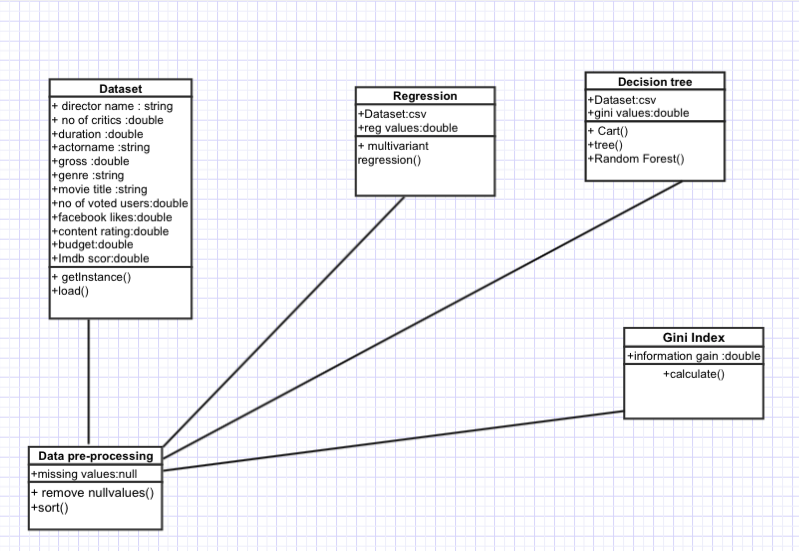 Dataset
+ director name : string
+ no of critics :double
+duration :double
+actorname :string
+gross :double
+genre :string
+movie title :string
+no of voted users:double
+facebook likes:double
+content rating:double
+budget:double
+Imdb scor:double
+ getInstance()
+load()
Regression
+Dataset:csv
+reg values:double
+ multivariant
regression()
Decision tree
+Dataset:csv
+gini values:double
+ Cart()
+tree()
+Random Forest()
Gini Index
+information gain :double
+calculate()
Data pre-processing
+missing values:null
+ remove nullvalues()
+sort()